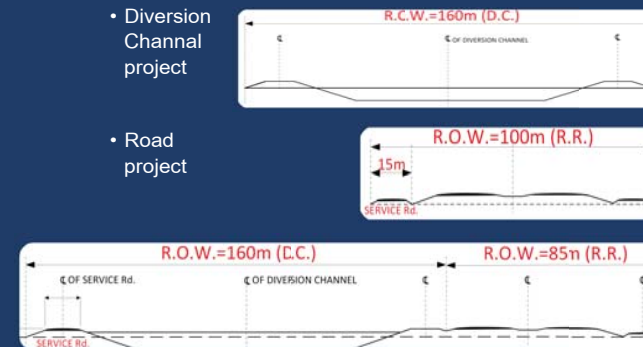 • Diversion
Channal
project
R.C.W.=160m (D.C.)
℄
℄ OF DIVERSION CHANNEL
℄
• Road
project
R.O.W.=100m (R.R.)
15m
SERVICE Rd.
R.O.W.=160m (D.C.)
R.O.W.=85m (R.R.)
℄ OF SERVICE Rd.
℄ OF DIVERSION CHANNEL
℄
℄
SERVICE Rd.